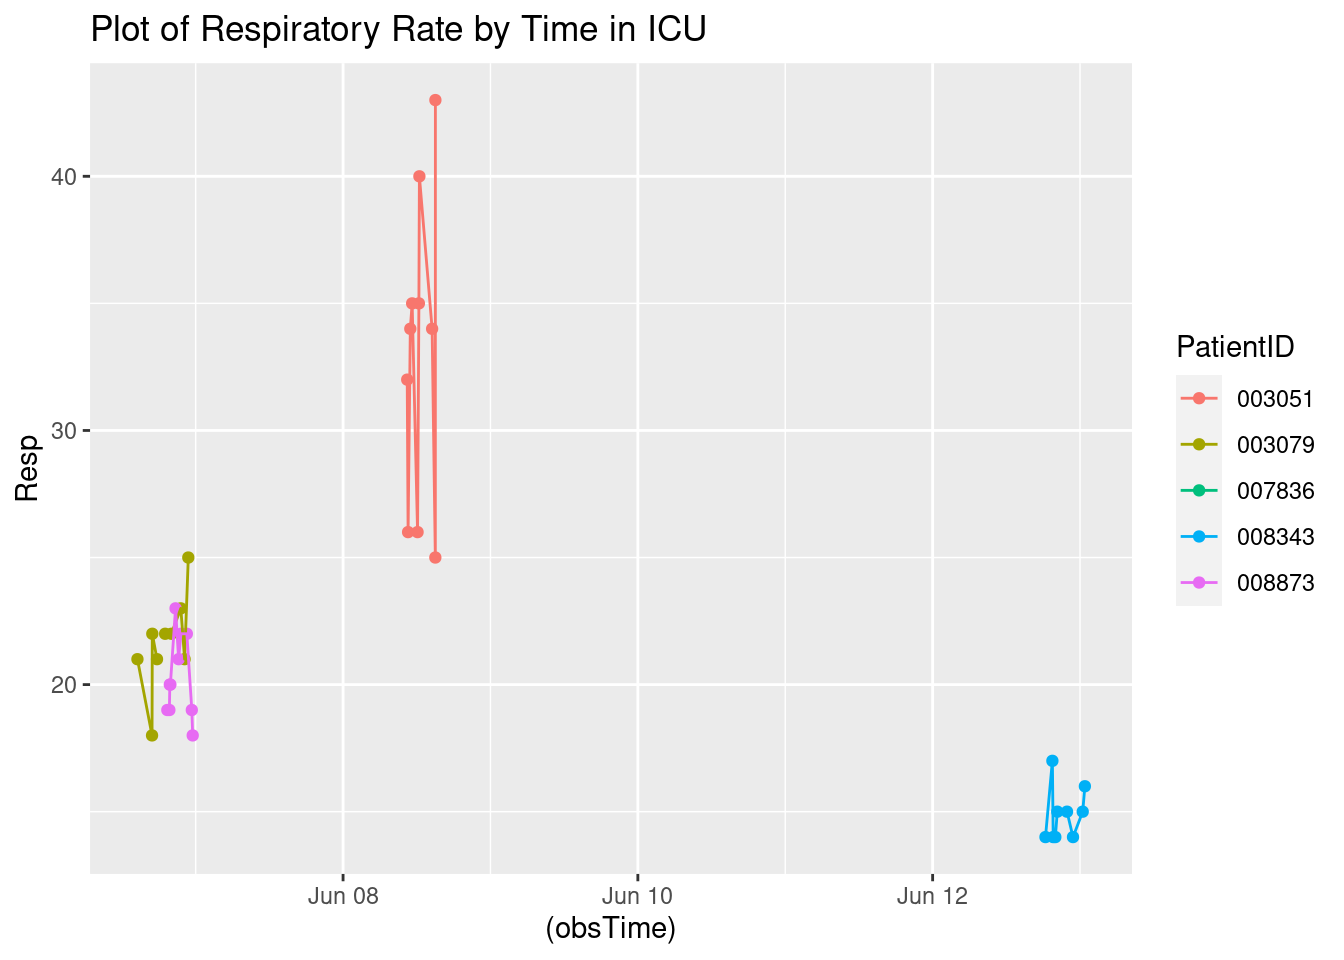 Plot of Respiratory Rate by Time in ICU
Resp
40
30
20
Jun 08
Jun 10
Jun 12
(obsTime)
PatientID
003051
003079
007836
008343
008873